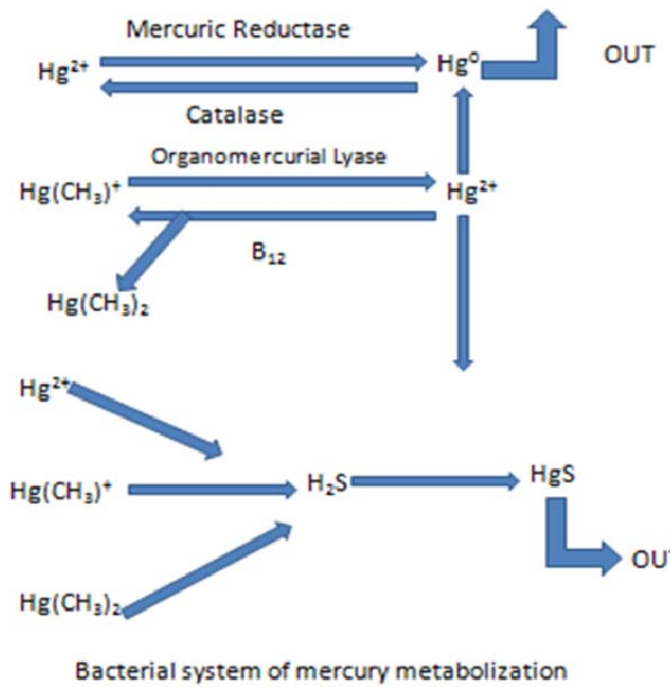 Mercuric Reductase
Hg²⁺ Hg⁰ OUT
Catalase
Organomercurial Lyase
Hg(CH₃)⁺ Hg²⁺
B₁₂
Hg(CH₃)₂
Hg²⁺
Hg(CH₃)⁺ H₂S HgS
OUT
Hg(CH₃)₂
Bacterial system of mercury metabolization